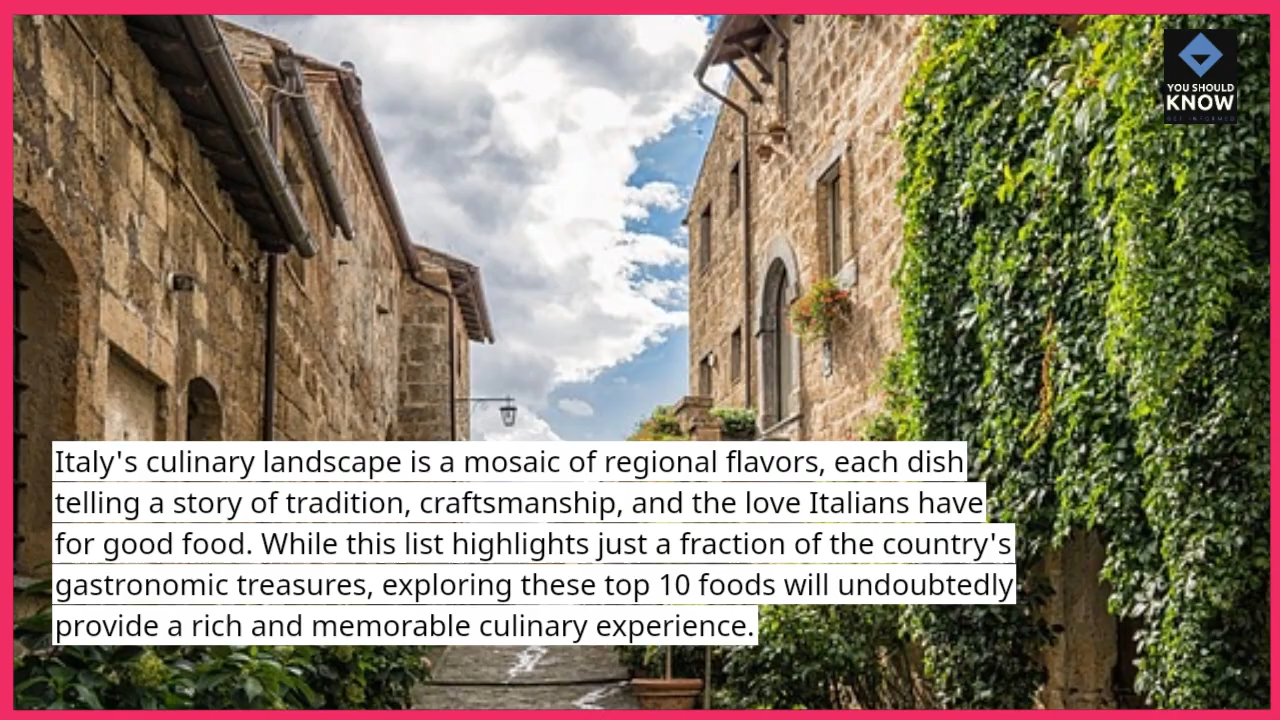 YOU SHOULD
KNOW
GET INFORMED
Italy's culinary landscape is a mosaic of regional flavors, each dish
telling a story of tradition, craftsmanship, and the love Italians have
for good food. While this list highlights just a fraction of the country's
gastronomic treasures, exploring these top 10 foods will undoubtedly
provide a rich and memorable culinary experience.